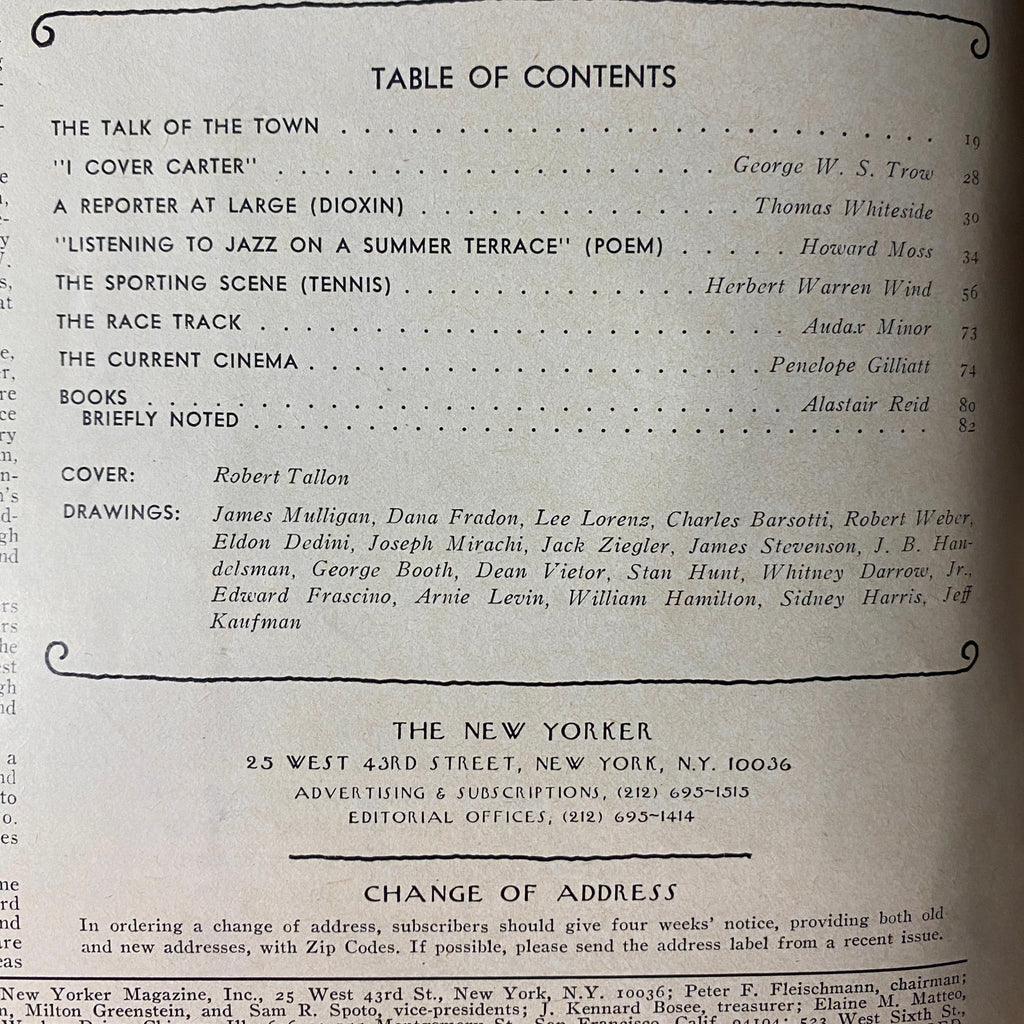 TABLE OF CONTENTS
THE TALK OF THE TOWN . . . . . . . . . . . . . . . . . . . . . . . . . . 19
"I COVER CARTER" . . . . . . . . . . . . . . . . . . . George W. S. Trow 28
A REPORTER AT LARGE (DIOXIN) . . . . . . . . . . . . . Thomas Whiteside 30
"LISTENING TO JAZZ ON A SUMMER TERRACE" (POEM) . . . . . Howard Moss 34
THE SPORTING SCENE (TENNIS) . . . . . . . . . . . . . Herbert Warren Wind 56
THE RACE TRACK . . . . . . . . . . . . . . . . . . . . . . . Audax Minor 73
THE CURRENT CINEMA . . . . . . . . . . . . . . . . . . . . Penelope Gilliatt 74
BOOKS . . . . . . . . . . . . . . . . . . . . . . . . . . . . Alastair Reid 80
BRIEFLY NOTED . . . . . . . . . . . . . . . . . . . . . . . . . . . . . 82
COVER: Robert Tallon
DRAWINGS: James Mulligan, Dana Fradon, Lee Lorenz, Charles Barsotti, Robert Weber,
Eldon Dedini, Joseph Mirachi, Jack Ziegler, James Stevenson, J. B. Han-
delsman, George Booth, Dean Vietor, Stan Hunt, Whitney Darrow, Jr.,
Edward Frascino, Arnie Levin, William Hamilton, Sidney Harris, Jeff
Kaufman
THE NEW YORKER
25 WEST 43RD STREET, NEW YORK, N.Y. 10036
ADVERTISING & SUBSCRIPTIONS, (212) 695~1515
EDITORIAL OFFICES, (212) 695~1414
CHANGE OF ADDRESS
In ordering a change of address, subscribers should give four weeks' notice, providing both old
and new addresses, with Zip Codes. If possible, please send the address label from a recent issue.
New Yorker Magazine, Inc., 25 West 43rd St., New York, N.Y. 10036; Peter F. Fleischmann, chairman;
Milton Greenstein, and Sam R. Spoto, vice-presidents; J. Kennard Bosee, treasurer; Elaine M. Matteo,
San Francisco, Calif. 94104; 523 West Sixth St.,